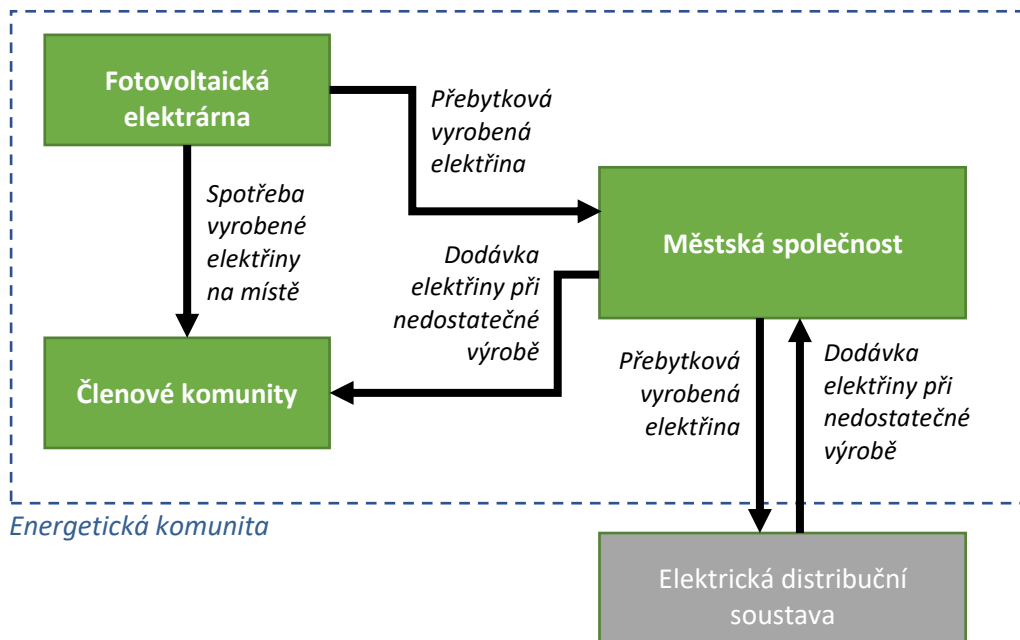 Fotovoltaická
elektrárna
Přebytková
vyrobená
elektřina
Spotřeba
vyrobené
elektřiny
na místě
Městská společnost
Dodávka
elektřiny při
nedostatečné
výrobě
Členové komunity
Přebytková
vyrobená
elektřina
Dodávka
elektřiny při
nedostatečné
výrobě
Energetická komunita
Elektrická distribuční
soustava